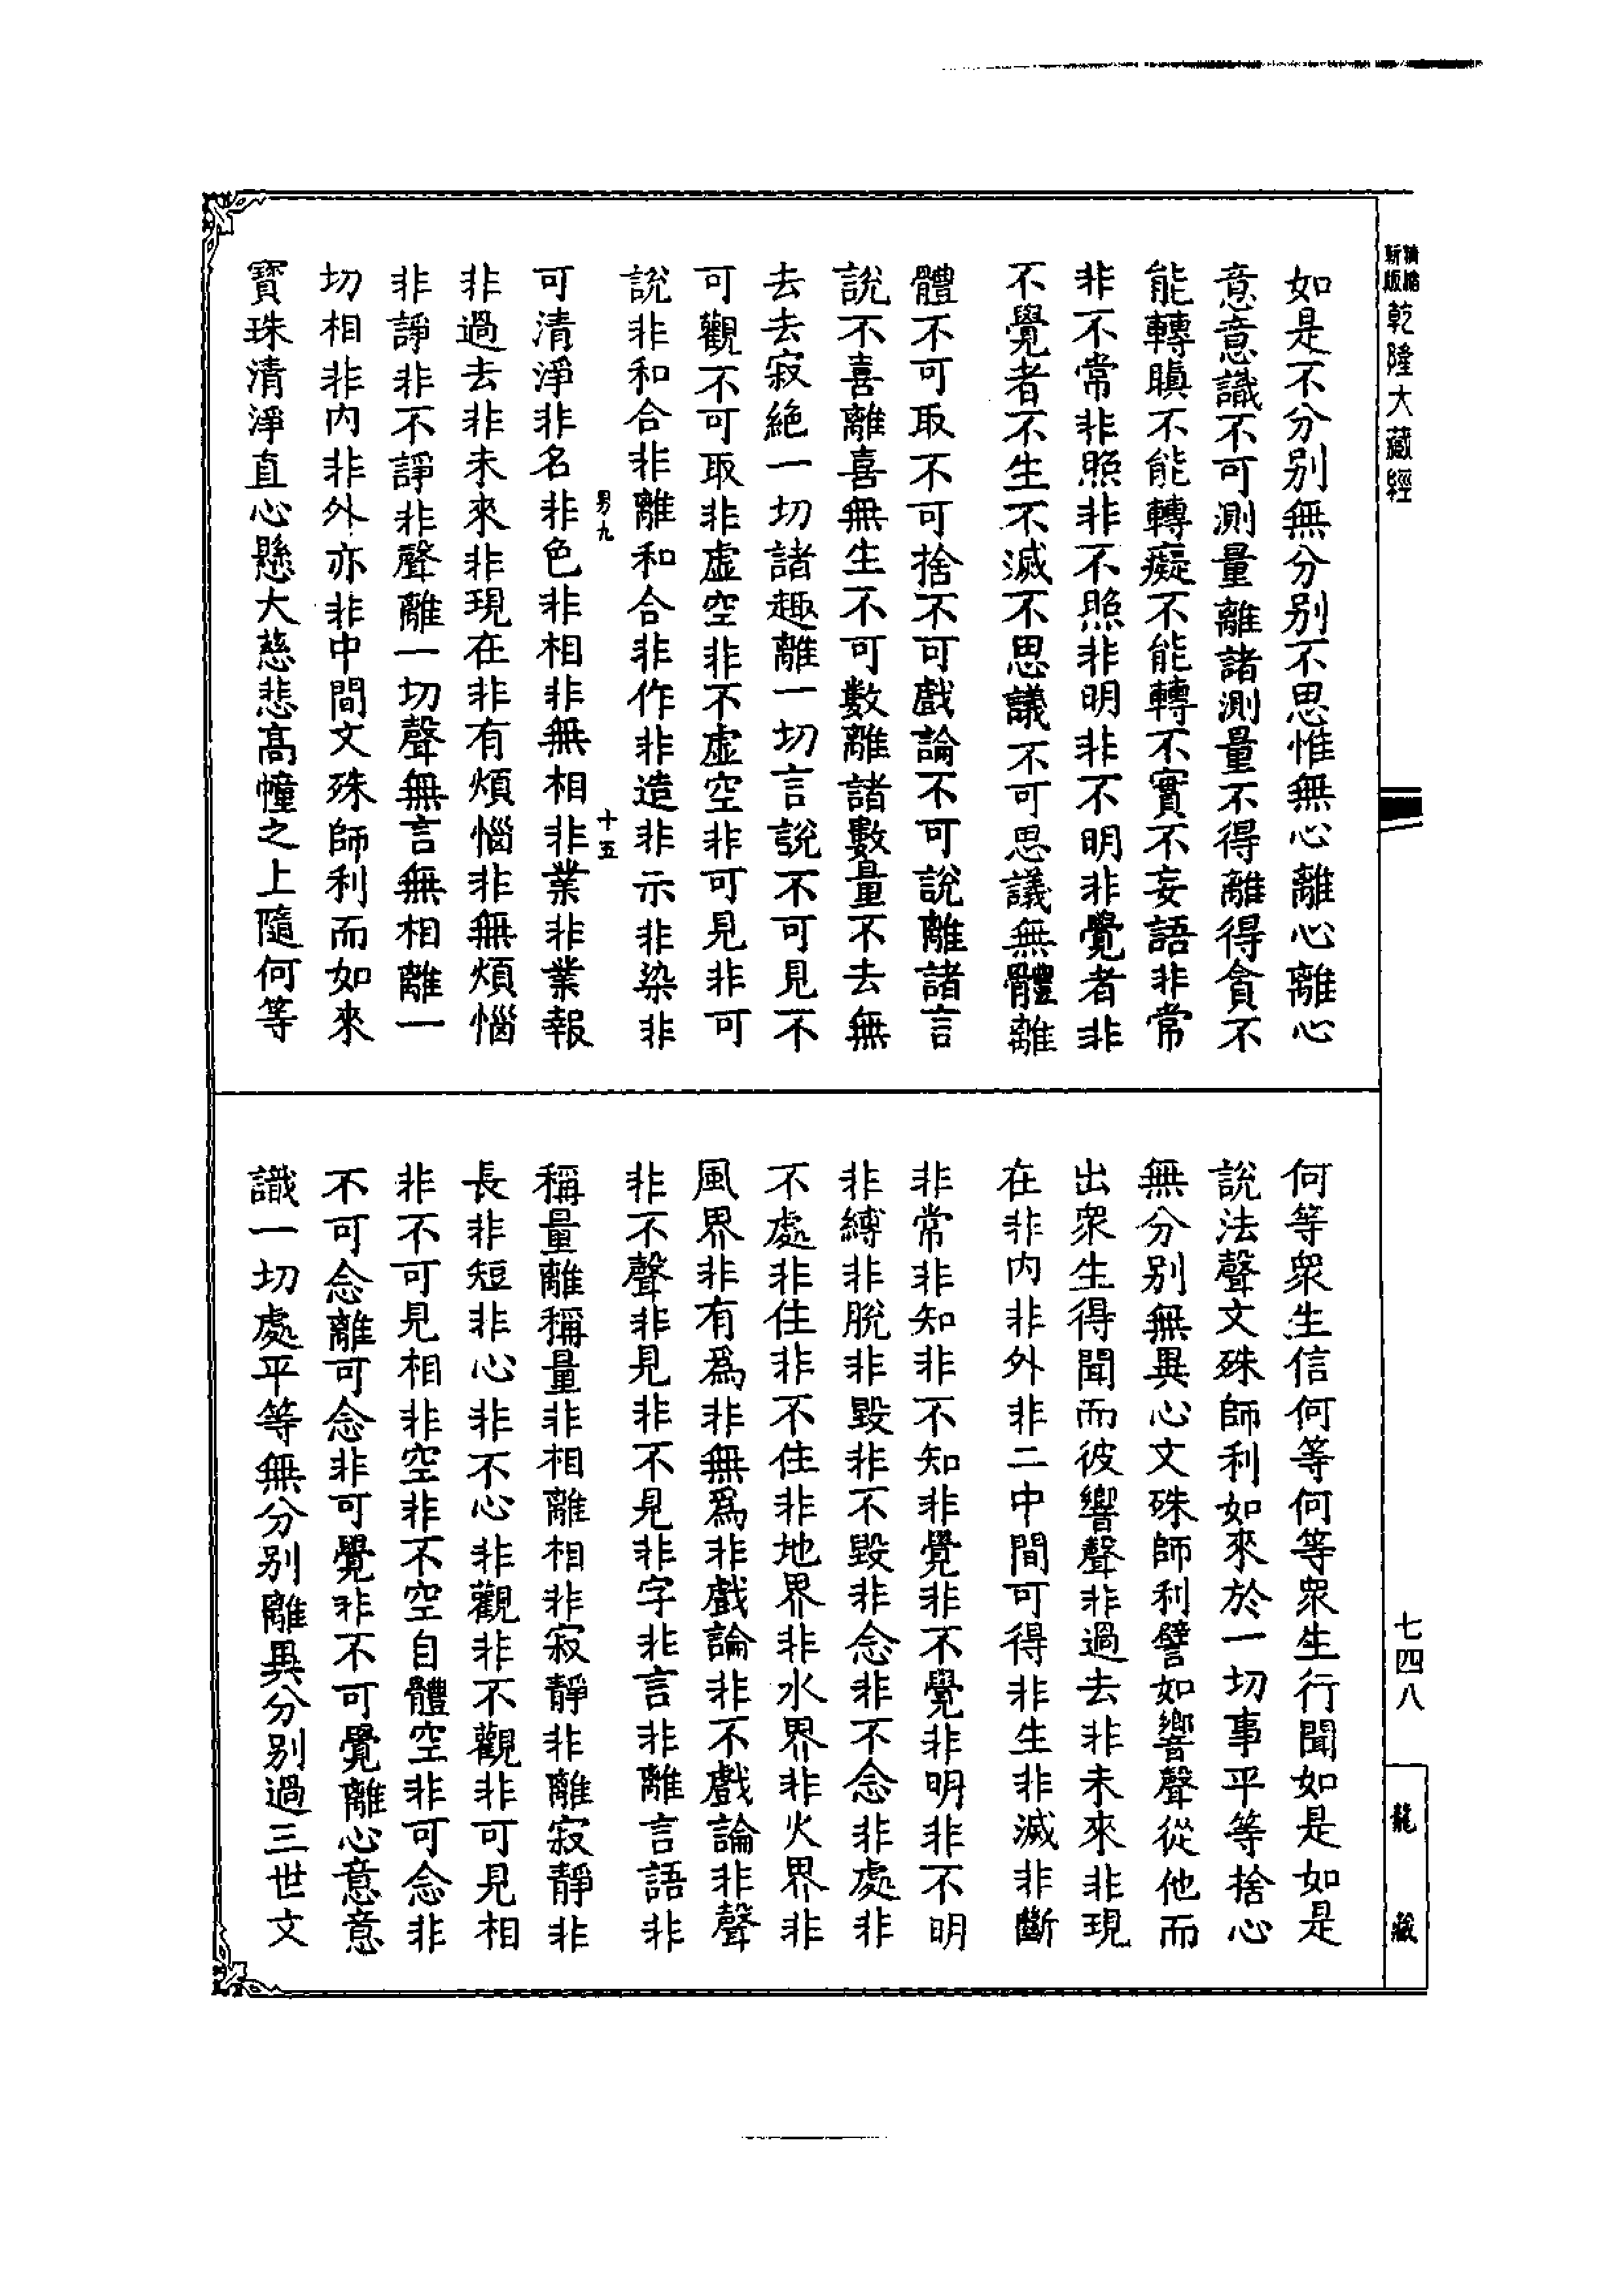 精縮
新版
乾隆大藏經
如是不分別無分別不思惟無心離心離心
意意識不可測量離諸測量不得離得貪不
能轉瞋不能轉癡不能轉不實不妄語非常
非不常非照非不照非明非不明非覺者非
不覺者不生不滅不思議不可思議無體離
體不可取不可捨不可戲論不可說離諸言
說不喜離喜無生不可數離諸數量不去無
去去寂絕一切諸趣離一切言說不可見不
可觀不可取非虛空非不虛空非可見非可
說非和合非離和合非作非造非示非染非
男九
十五
可清淨非名非色非相非無相非業非業報
非過去非未來非現在非有煩惱非無煩惱
非諍非不諍非聲離一切聲無言無相離一
切相非內非外亦非中間文殊師利而如來
寶珠清淨直心懸大慈悲高幢之上隨何等
何等眾生信何等何等眾生行聞如是如是
說法聲文殊師利如來於一切事平等捨心
無分別無異心文殊師利譬如響聲從他而
出眾生得聞而彼響聲非過去非未來非現
在非內非外非二中間可得非生非滅非斷
非常非知非不知非覺非不覺非明非不明
非縛非脫非毀非不毀非念非不念非處非
不處非住非不住非地界非水界非火界非
風界非有為非無為非戲論非不戲論非聲
非不聲非見非不見非字非言非離言語非
稱量離稱量非相離相非寂靜非離寂靜非
長非短非心非不心非觀非不觀非可見相
非不可見相非空非不空自體空非可念非
不可念離可念非可覺非不可覺離心意意
識一切處平等無分別離異分別過三世文
七四八
龍藏